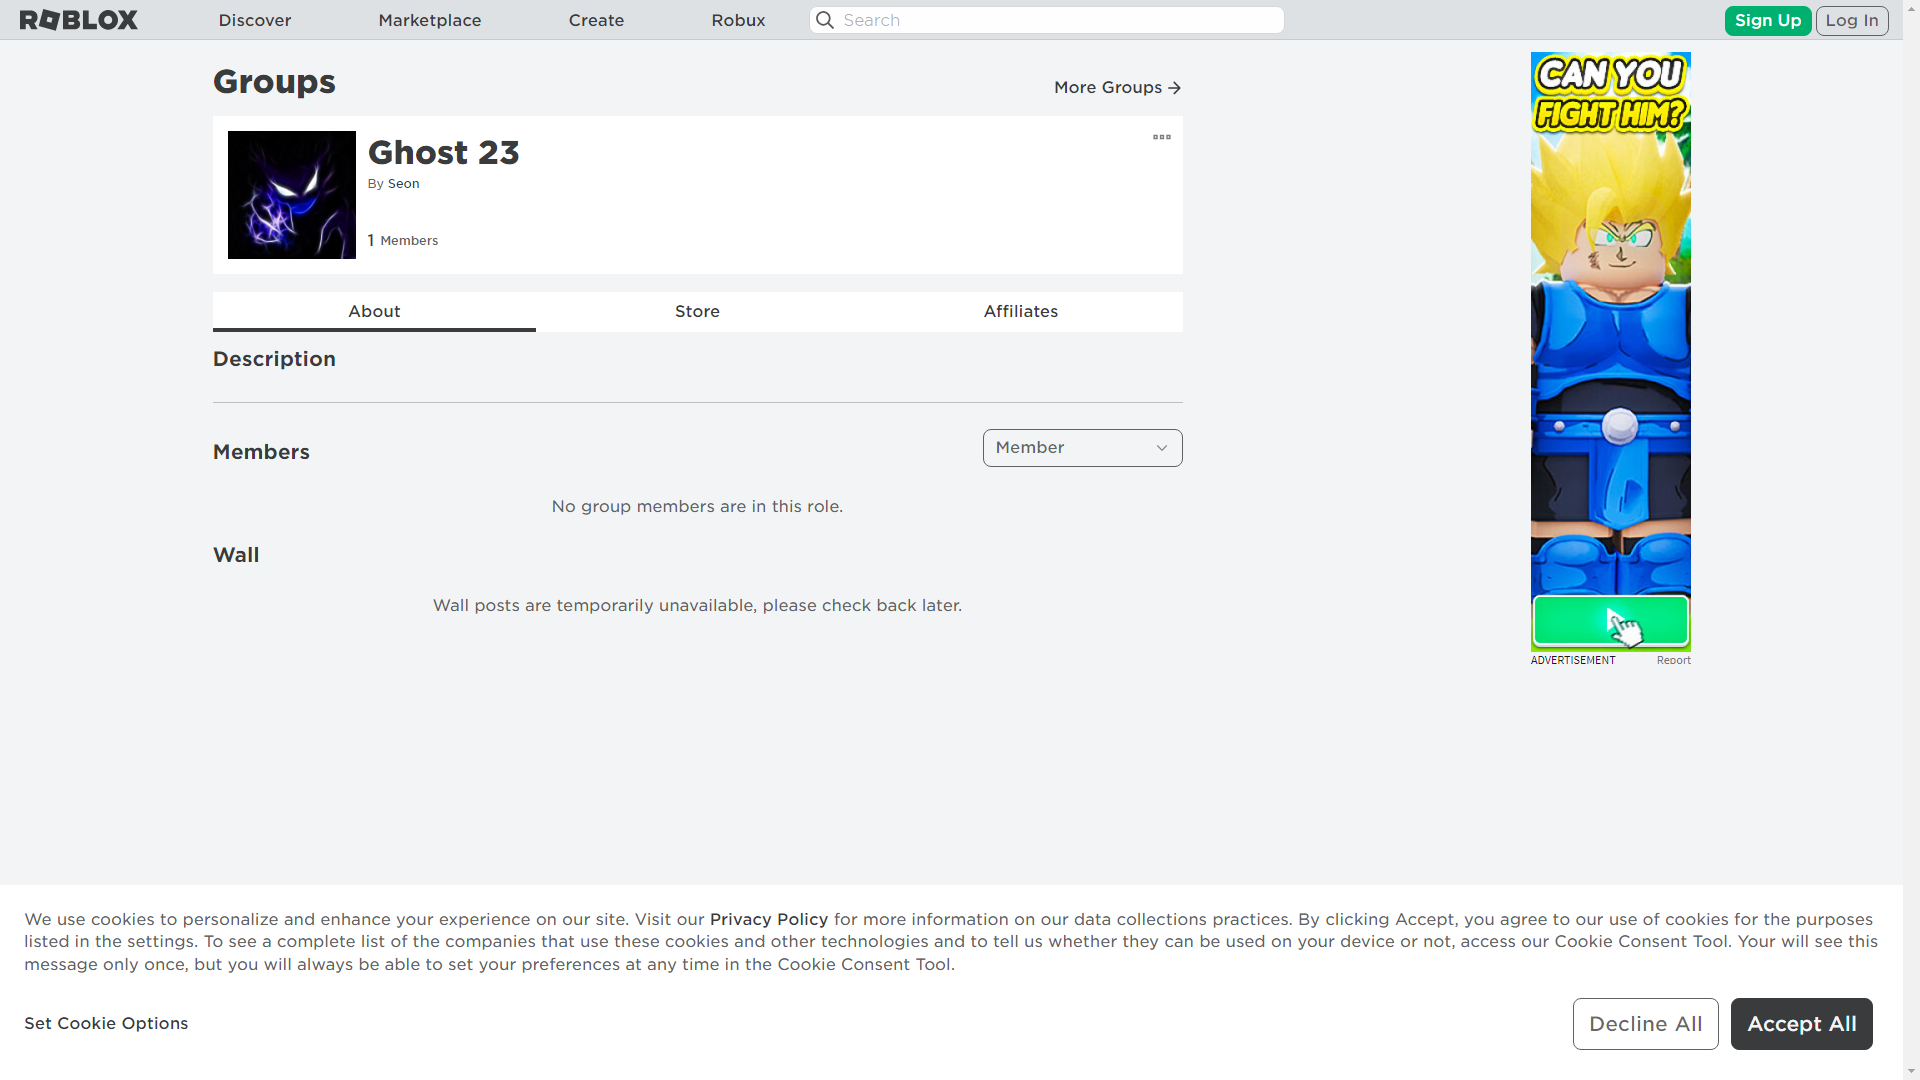 ROBLOX
Discover
Marketplace
Create
Robux
Search
Sign Up
Log In
Groups
More Groups
Ghost 23
By Seon
1 Members
About
Store
Affiliates
Description
Members
Member
No group members are in this role.
Wall
Wall posts are temporarily unavailable, please check back later.
CAN YOU
FIGHT HIM?
ADVERTISEMENT
Report
We use cookies to personalize and enhance your experience on our site. Visit our Privacy Policy for more information on our data collections practices. By clicking Accept, you agree to our use of cookies for the purposes
listed in the settings. To see a complete list of the companies that use these cookies and other technologies and to tell us whether they can be used on your device or not, access our Cookie Consent Tool. Your will see this
message only once, but you will always be able to set your preferences at any time in the Cookie Consent Tool.
Set Cookie Options
Decline All
Accept All